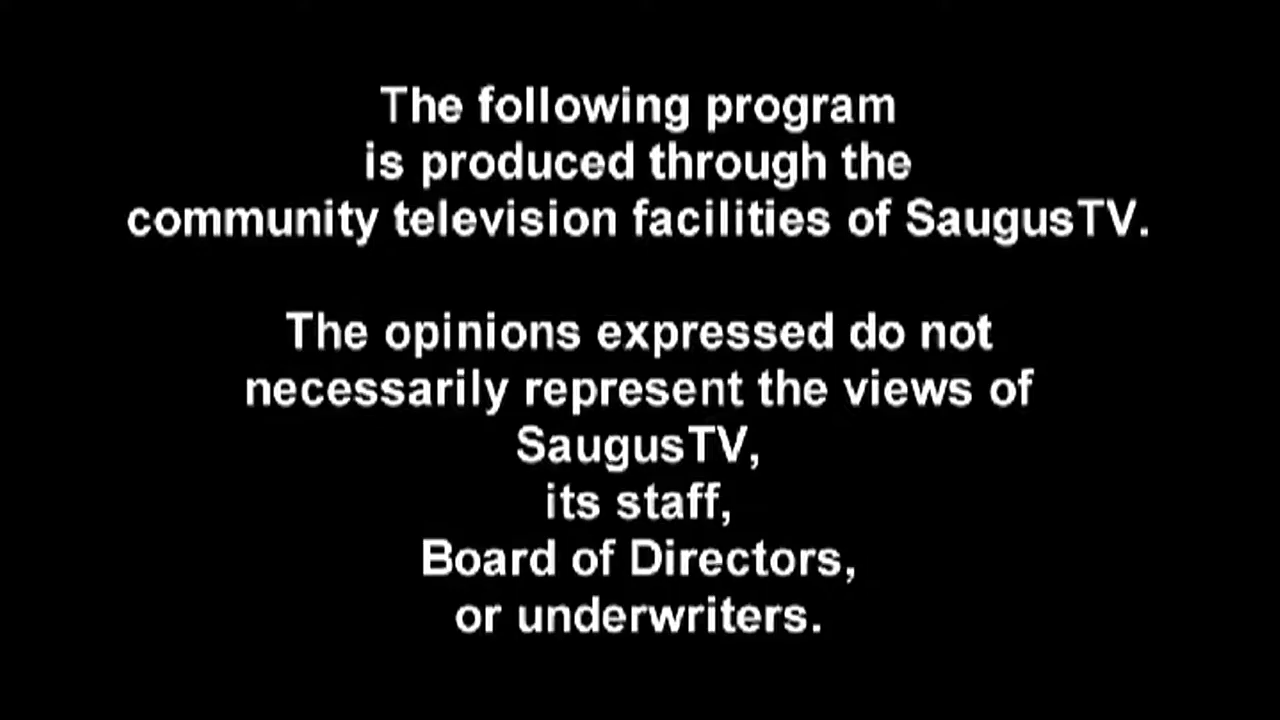 The following program
is produced through the
community television facilities of SaugusTV.
The opinions expressed do not
necessarily represent the views of
SaugusTV,
its staff,
Board of Directors,
or underwriters.